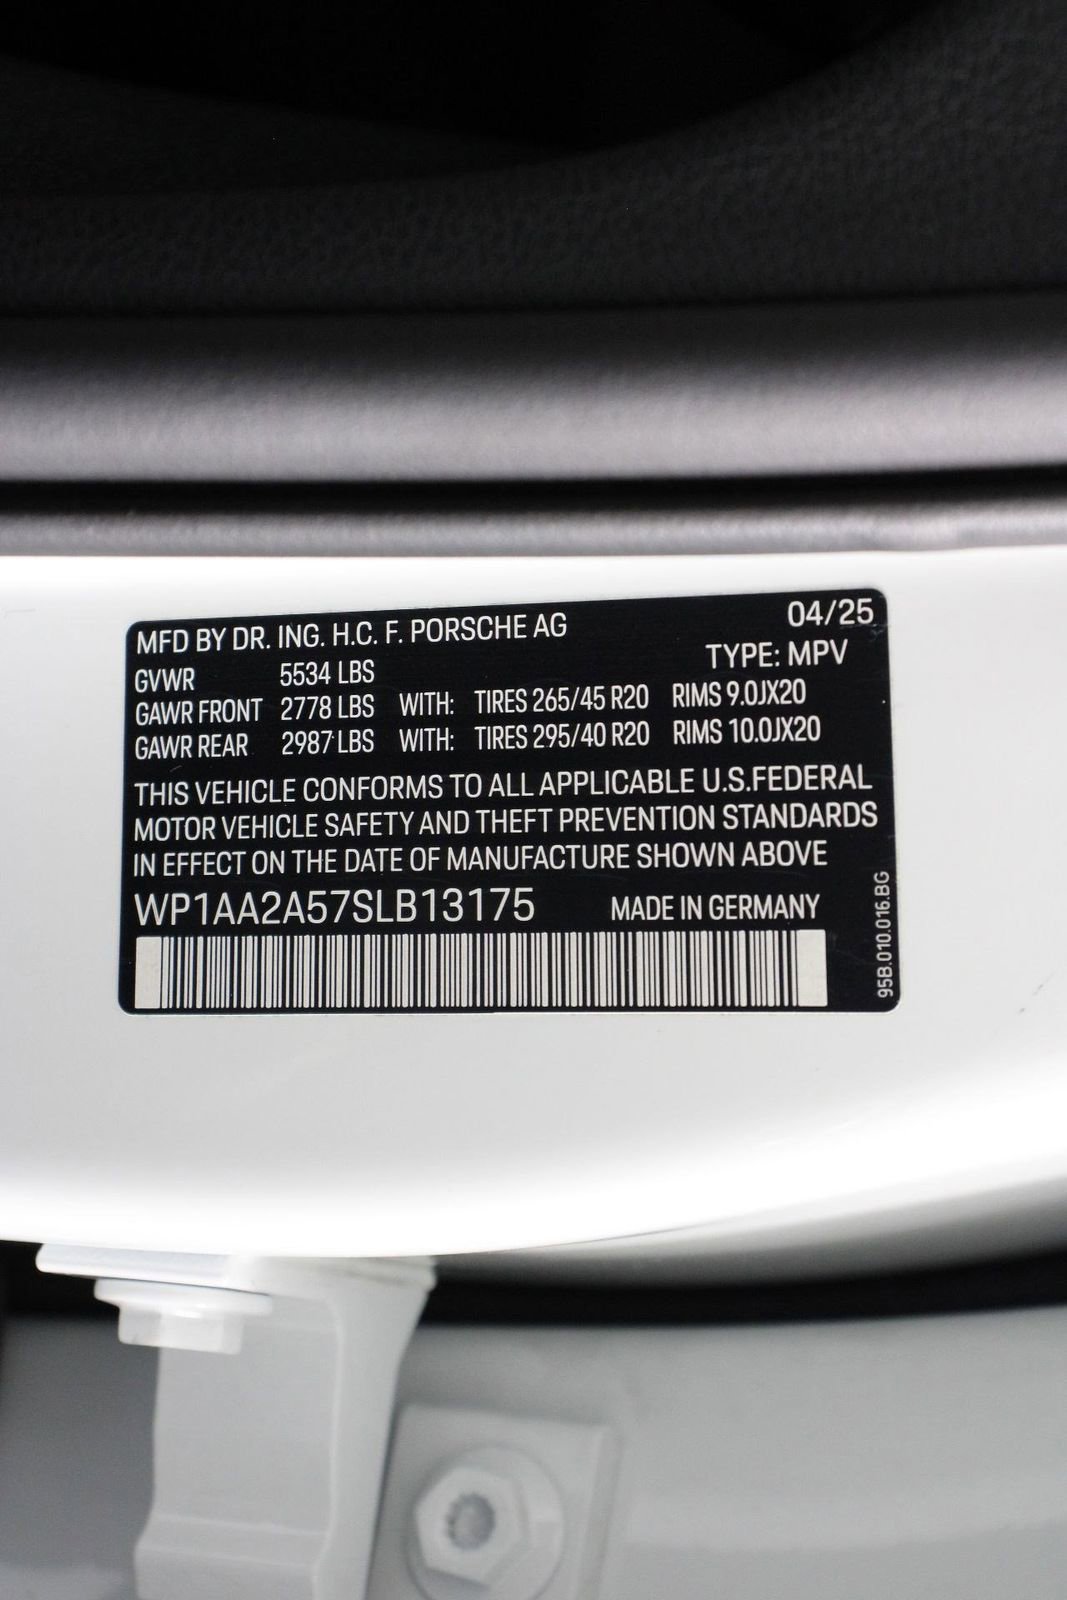 MFD BY DR. ING. H.C. F. PORSCHE AG 04/25
GVWR 5534 LBS TYPE: MPV
GAWR FRONT 2778 LBS WITH: TIRES 265/45 R20 RIMS 9.0JX20
GAWR REAR 2987 LBS WITH: TIRES 295/40 R20 RIMS 10.0JX20
THIS VEHICLE CONFORMS TO ALL APPLICABLE U.S.FEDERAL
MOTOR VEHICLE SAFETY AND THEFT PREVENTION STANDARDS
IN EFFECT ON THE DATE OF MANUFACTURE SHOWN ABOVE
WP1AA2A57SLB13175 MADE IN GERMANY
95B.010.016.BG